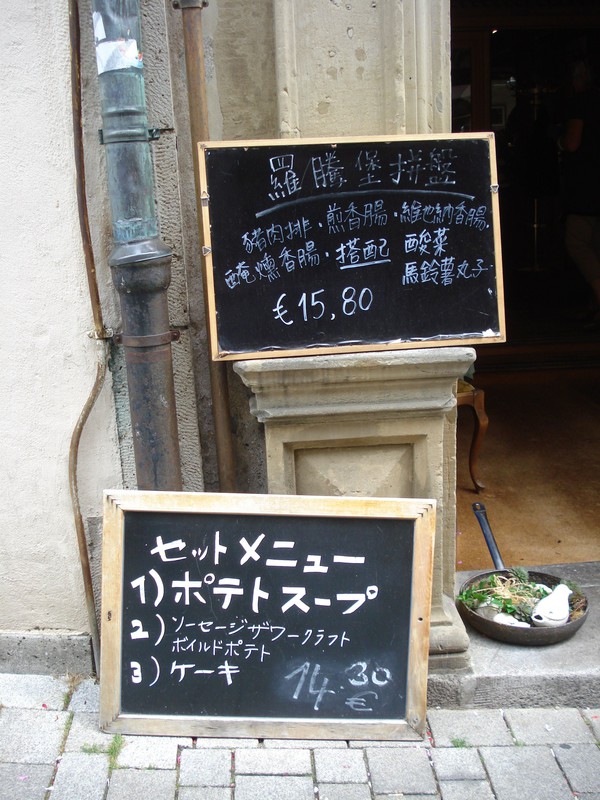 羅騰堡拼盤
豬肉排・煎香腸・維也納香腸,
醃燻香腸・搭配 酸菜
馬鈴薯丸子
€15,80
セットメニュー
1)ポテトスープ
2)ソーセージザワークラフト
ボイルドポテト
3)ケーキ
14.30
€